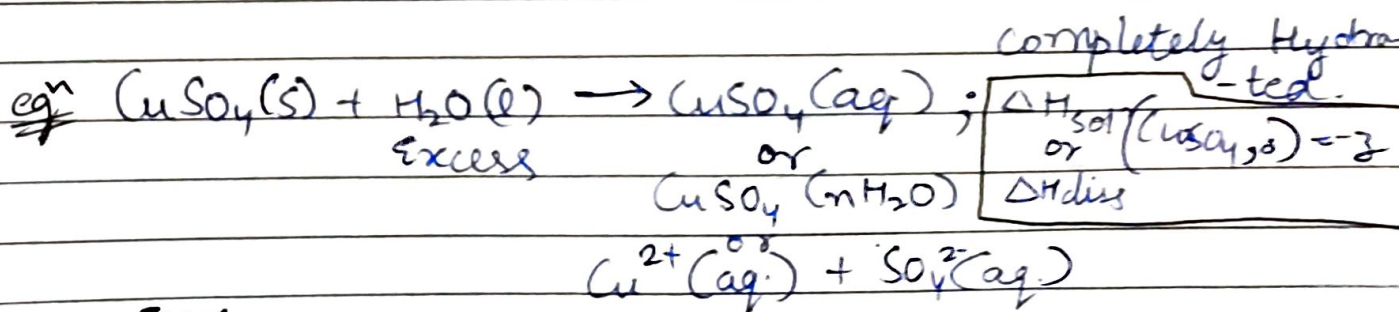 completely Hydra
eqⁿ CuSO₄(s) + H₂O(l) → CuSO₄(aq) ; ΔHsol (CuSO₄,s) = -z -ted.
Excess or or
CuSO₄ (nH₂O) ΔHdiss
or
Cu²⁺(aq.) + SO₄²⁻(aq.)